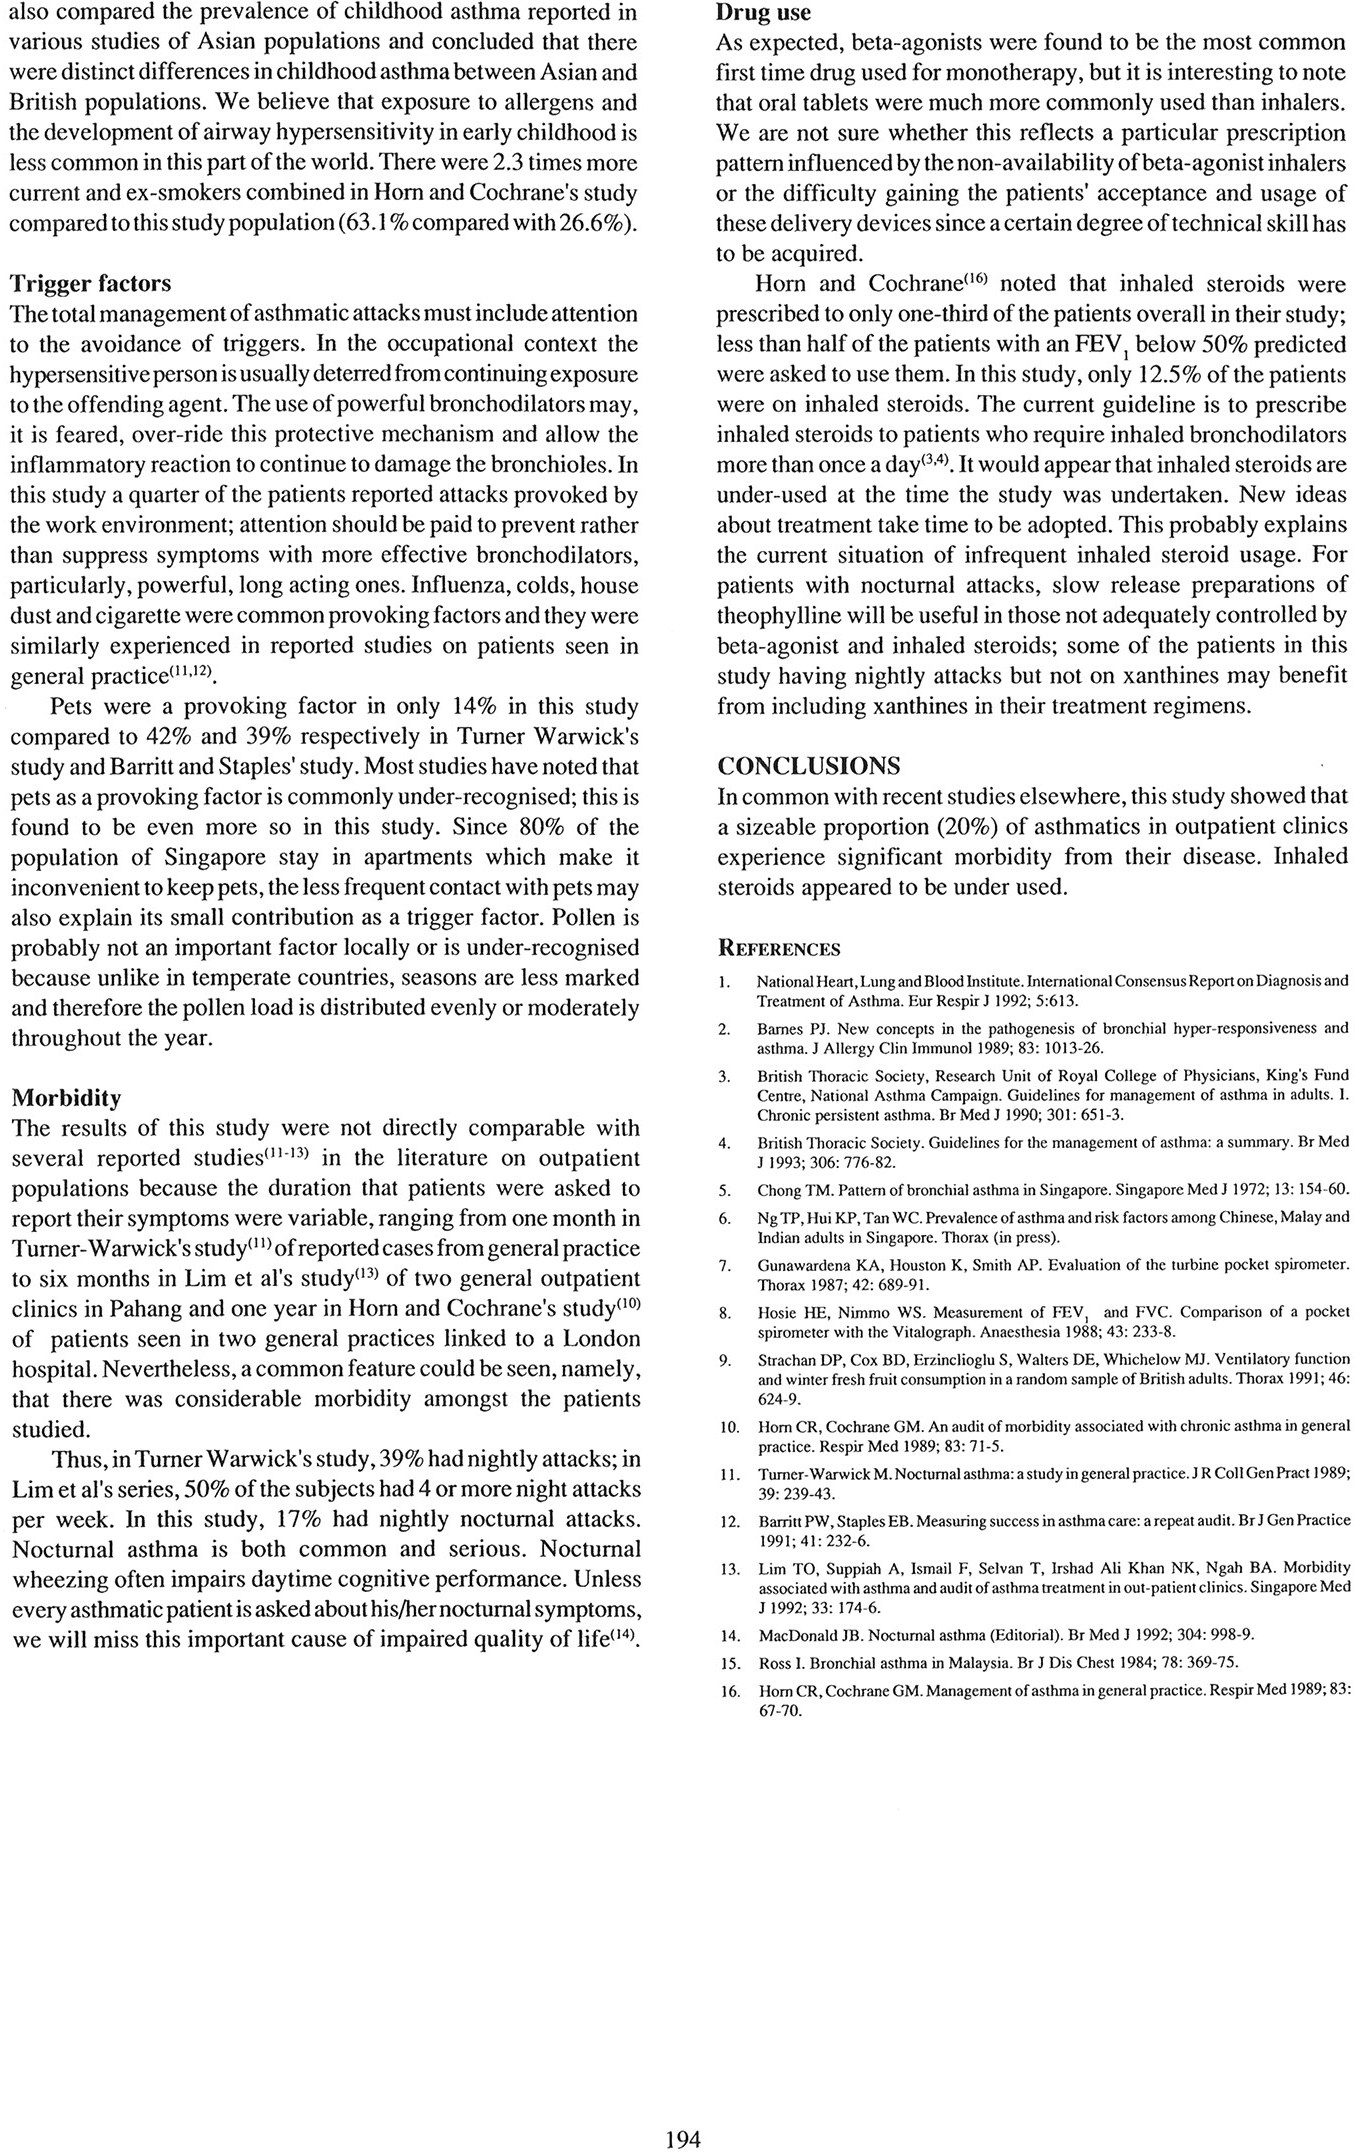 also compared the prevalence of childhood asthma reported in
various studies of Asian populations and concluded that there
were distinct differences in childhood asthma between Asian and
British populations. We believe that exposure to allergens and
the development of airway hypersensitivity in early childhood is
less common in this part of the world. There were 2.3 times more
current and ex-smokers combined in Horn and Cochrane's study
compared to this study population (63.1% compared with 26.6%).
Trigger factors
The total management of asthmatic attacks must include attention
to the avoidance of triggers. In the occupational context the
hypersensitive person is usually deterred from continuing exposure
to the offending agent. The use of powerful bronchodilators may,
it is feared, over-ride this protective mechanism and allow the
inflammatory reaction to continue to damage the bronchioles. In
this study a quarter of the patients reported attacks provoked by
the work environment; attention should be paid to prevent rather
than suppress symptoms with more effective bronchodilators,
particularly, powerful, long acting ones. Influenza, colds, house
dust and cigarette were common provoking factors and they were
similarly experienced in reported studies on patients seen in
general practice(11,12).
Pets were a provoking factor in only 14% in this study
compared to 42% and 39% respectively in Turner Warwick's
study and Barritt and Staples' study. Most studies have noted that
pets as a provoking factor is commonly under-recognised; this is
found to be even more so in this study. Since 80% of the
population of Singapore stay in apartments which make it
inconvenient to keep pets, the less frequent contact with pets may
also explain its small contribution as a trigger factor. Pollen is
probably not an important factor locally or is under-recognised
because unlike in temperate countries, seasons are less marked
and therefore the pollen load is distributed evenly or moderately
throughout the year.
Morbidity
The results of this study were not directly comparable with
several reported studies(11-13) in the literature on outpatient
populations because the duration that patients were asked to
report their symptoms were variable, ranging from one month in
Turner-Warwick's study(11) of reported cases from general practice
to six months in Lim et al's study(13) of two general outpatient
clinics in Pahang and one year in Horn and Cochrane's study(10)
of patients seen in two general practices linked to a London
hospital. Nevertheless, a common feature could be seen, namely,
that there was considerable morbidity amongst the patients
studied.
Thus, in Turner Warwick's study, 39% had nightly attacks; in
Lim et al's series, 50% of the subjects had 4 or more night attacks
per week. In this study, 17% had nightly nocturnal attacks.
Nocturnal asthma is both common and serious. Nocturnal
wheezing often impairs daytime cognitive performance. Unless
every asthmatic patient is asked about his/her nocturnal symptoms,
we will miss this important cause of impaired quality of life(14).
Drug use
As expected, beta-agonists were found to be the most common
first time drug used for monotherapy, but it is interesting to note
that oral tablets were much more commonly used than inhalers.
We are not sure whether this reflects a particular prescription
pattern influenced by the non-availability of beta-agonist inhalers
or the difficulty gaining the patients' acceptance and usage of
these delivery devices since a certain degree of technical skill has
to be acquired.
Horn and Cochrane(16) noted that inhaled steroids were
prescribed to only one-third of the patients overall in their study;
less than half of the patients with an FEV1 below 50% predicted
were asked to use them. In this study, only 12.5% of the patients
were on inhaled steroids. The current guideline is to prescribe
inhaled steroids to patients who require inhaled bronchodilators
more than once a day(3,4). It would appear that inhaled steroids are
under-used at the time the study was undertaken. New ideas
about treatment take time to be adopted. This probably explains
the current situation of infrequent inhaled steroid usage. For
patients with nocturnal attacks, slow release preparations of
theophylline will be useful in those not adequately controlled by
beta-agonist and inhaled steroids; some of the patients in this
study having nightly attacks but not on xanthines may benefit
from including xanthines in their treatment regimens.
CONCLUSIONS
In common with recent studies elsewhere, this study showed that
a sizeable proportion (20%) of asthmatics in outpatient clinics
experience significant morbidity from their disease. Inhaled
steroids appeared to be under used.
REFERENCES
1. National Heart, Lung and Blood Institute. International Consensus Report on Diagnosis and
Treatment of Asthma. Eur Respir J 1992; 5:613.
2. Barnes PJ. New concepts in the pathogenesis of bronchial hyper-responsiveness and
asthma. J Allergy Clin Immunol 1989; 83: 1013-26.
3. British Thoracic Society, Research Unit of Royal College of Physicians, King's Fund
Centre, National Asthma Campaign. Guidelines for management of asthma in adults. I.
Chronic persistent asthma. Br Med J 1990; 301: 651-3.
4. British Thoracic Society. Guidelines for the management of asthma: a summary. Br Med
J 1993; 306: 776-82.
5. Chong TM. Pattern of bronchial asthma in Singapore. Singapore Med J 1972; 13: 154-60.
6. Ng TP, Hui KP, Tan WC. Prevalence of asthma and risk factors among Chinese, Malay and
Indian adults in Singapore. Thorax (in press).
7. Gunawardena KA, Houston K, Smith AP. Evaluation of the turbine pocket spirometer.
Thorax 1987; 42: 689-91.
8. Hosie HE, Nimmo WS. Measurement of FEV1 and FVC. Comparison of a pocket
spirometer with the Vitalograph. Anaesthesia 1988; 43: 233-8.
9. Strachan DP, Cox BD, Erzinclioglu S, Walters DE, Whichelow MJ. Ventilatory function
and winter fresh fruit consumption in a random sample of British adults. Thorax 1991; 46:
624-9.
10. Horn CR, Cochrane GM. An audit of morbidity associated with chronic asthma in general
practice. Respir Med 1989; 83: 71-5.
11. Turner-Warwick M. Nocturnal asthma: a study in general practice. J R Coll Gen Pract 1989;
39: 239-43.
12. Barritt PW, Staples EB. Measuring success in asthma care: a repeat audit. Br J Gen Practice
1991; 41: 232-6.
13. Lim TO, Suppiah A, Ismail F, Selvan T, Irshad Ali Khan NK, Ngah BA. Morbidity
associated with asthma and audit of asthma treatment in out-patient clinics. Singapore Med
J 1992; 33: 174-6.
14. MacDonald JB. Nocturnal asthma (Editorial). Br Med J 1992; 304: 998-9.
15. Ross I. Bronchial asthma in Malaysia. Br J Dis Chest 1984; 78: 369-75.
16. Horn CR, Cochrane GM. Management of asthma in general practice. Respir Med 1989; 83:
67-70.
194